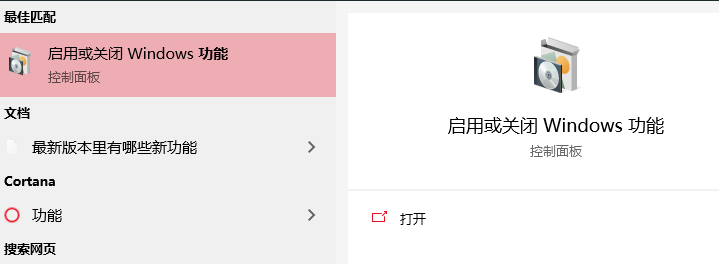 最佳匹配
启用或关闭 Windows 功能
控制面板
文档
最新版本里有哪些新功能
Cortana
功能
搜索网页
启用或关闭 Windows 功能
控制面板
打开